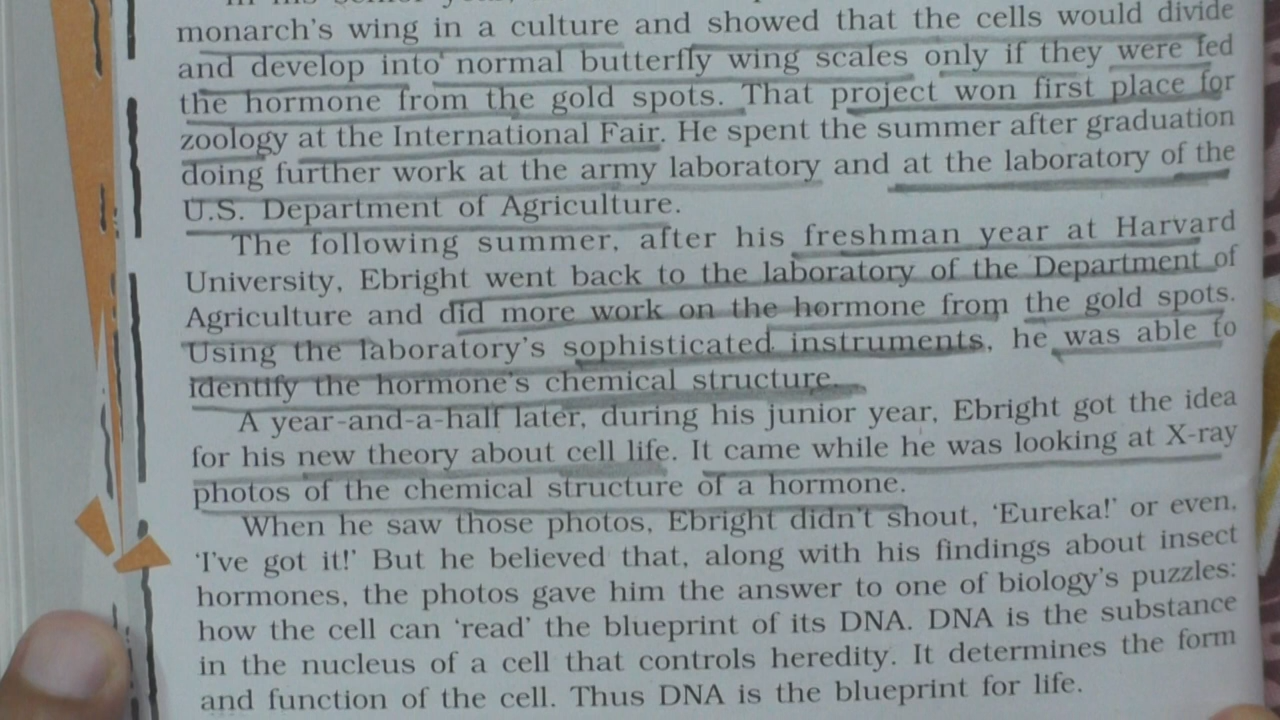 monarch's wing in a culture and showed that the cells would divide
and develop into normal butterfly wing scales only if they were fed
the hormone from the gold spots. That project won first place for
zoology at the International Fair. He spent the summer after graduation
doing further work at the army laboratory and at the laboratory of the
U.S. Department of Agriculture.
The following summer, after his freshman year at Harvard
University, Ebright went back to the laboratory of the Department of
Agriculture and did more work on the hormone from the gold spots.
Using the laboratory's sophisticated instruments, he was able to
identify the hormone's chemical structure.
A year-and-a-half later, during his junior year, Ebright got the idea
for his new theory about cell life. It came while he was looking at X-ray
photos of the chemical structure of a hormone.
When he saw those photos, Ebright didn't shout, 'Eureka!' or even,
'I've got it!' But he believed that, along with his findings about insect
hormones, the photos gave him the answer to one of biology's puzzles:
how the cell can 'read' the blueprint of its DNA. DNA is the substance
in the nucleus of a cell that controls heredity. It determines the form
and function of the cell. Thus DNA is the blueprint for life.